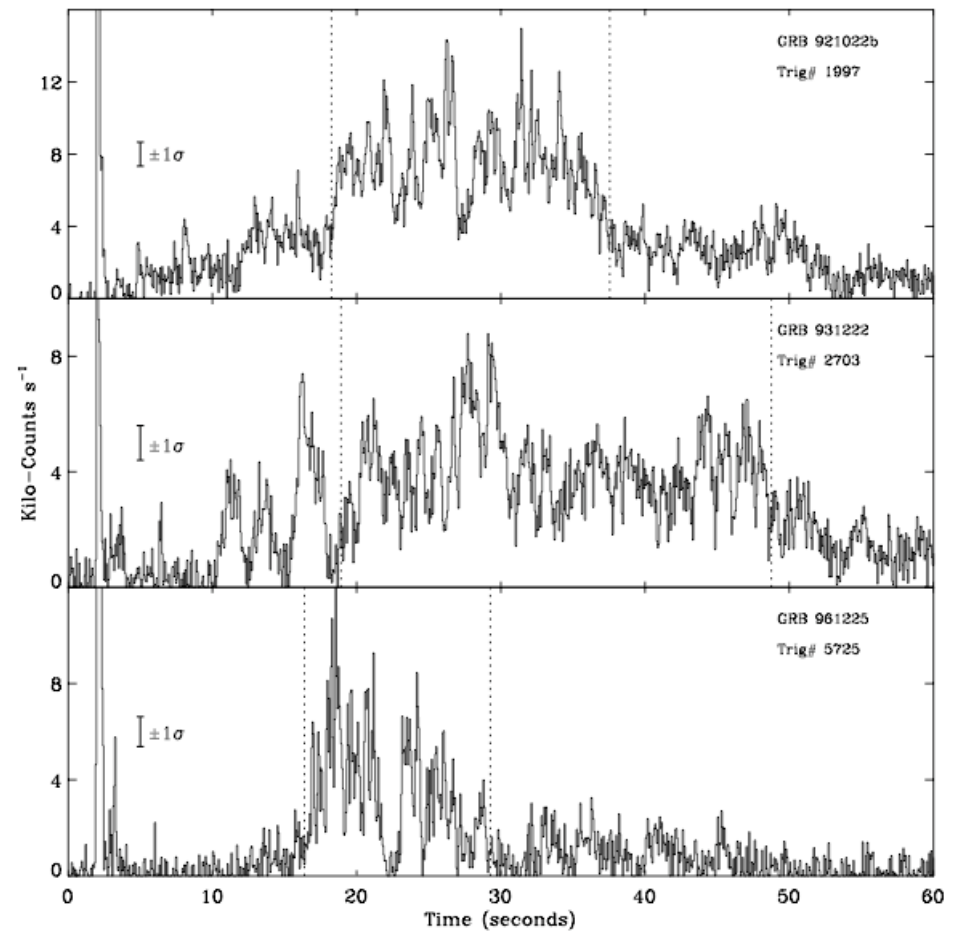 GRB 921022b
Trig# 1997
12
8
±1σ
4
0
GRB 931222
Trig# 2703
8
±1σ
4
0
Kilo-Counts s⁻¹
GRB 961225
Trig# 5725
8
±1σ
4
0
0 10 20 30 40 50 60
Time (seconds)